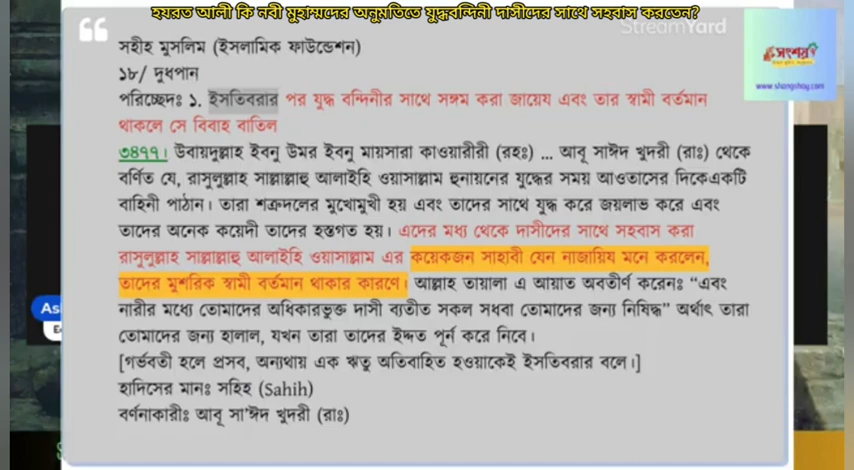 হযরত আলী কি নবী মুহাম্মদের অনুমতিতে যুদ্ধবন্দিনী দাসীদের সাথে সহবাস করতেন?
StreamYard
সংশয়
www.shongshoy.com
সহীহ মুসলিম (ইসলামিক ফাউন্ডেশন)
১৮/ দুধপান
পরিচ্ছেদঃ ১. ইসতিবরার পর যুদ্ধ বন্দিনীর সাথে সঙ্গম করা জায়েয এবং তার স্বামী বর্তমান
থাকলে সে বিবাহ বাতিল
৩৪৭৭। উবায়দুল্লাহ ইবনু উমর ইবনু মায়সারা কাওয়ারীরী (রহঃ) ... আবূ সাঈদ খুদরী (রাঃ) থেকে
বর্ণিত যে, রাসুলুল্লাহ সাল্লাল্লাহু আলাইহি ওয়াসাল্লাম হুনায়নের যুদ্ধের সময় আওতাসের দিকেএকটি
বাহিনী পাঠান। তারা শত্রুদলের মুখোমুখী হয় এবং তাদের সাথে যুদ্ধ করে জয়লাভ করে এবং
তাদের অনেক কয়েদী তাদের হস্তগত হয়। এদের মধ্য থেকে দাসীদের সাথে সহবাস করা
রাসুলুল্লাহ সাল্লাল্লাহু আলাইহি ওয়াসাল্লাম এর কয়েকজন সাহাবী যেন নাজায়িয মনে করলেন,
তাদের মুশরিক স্বামী বর্তমান থাকার কারণে। আল্লাহ তায়ালা এ আয়াত অবতীর্ণ করেনঃ “এবং
নারীর মধ্যে তোমাদের অধিকারভুক্ত দাসী ব্যতীত সকল সধবা তোমাদের জন্য নিষিদ্ধ” অর্থাৎ তারা
তোমাদের জন্য হালাল, যখন তারা তাদের ইদ্দত পূর্ন করে নিবে।
[গর্ভবতী হলে প্রসব, অন্যথায় এক ঋতু অতিবাহিত হওয়াকেই ইসতিবরার বলে।]
হাদিসের মানঃ সহিহ (Sahih)
বর্ণনাকারীঃ আবূ সা’ঈদ খুদরী (রাঃ)